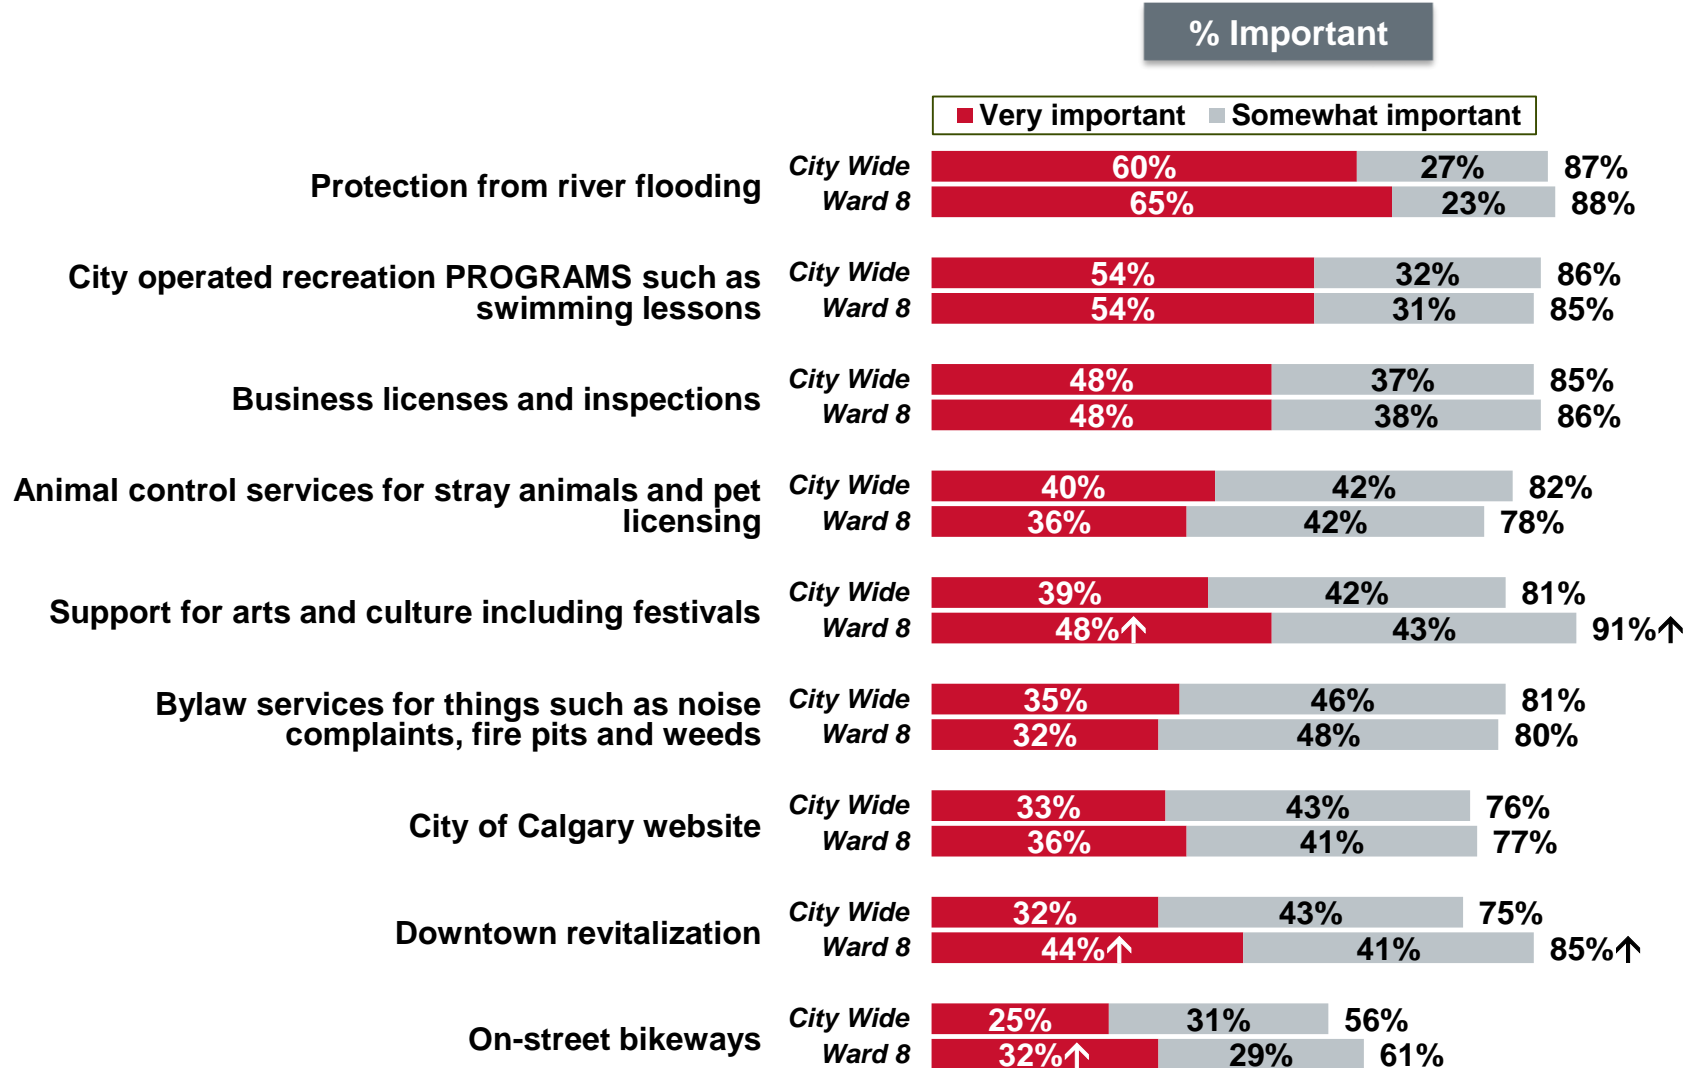 % Important
Very important Somewhat important
Protection from river flooding
City Wide 60% 27% 87%
Ward 8 65% 23% 88%
City operated recreation PROGRAMS such as
swimming lessons
City Wide 54% 32% 86%
Ward 8 54% 31% 85%
Business licenses and inspections
City Wide 48% 37% 85%
Ward 8 48% 38% 86%
Animal control services for stray animals and pet
licensing
City Wide 40% 42% 82%
Ward 8 36% 42% 78%
Support for arts and culture including festivals
City Wide 39% 42% 81%
Ward 8 48%↑ 43% 91%↑
Bylaw services for things such as noise
complaints, fire pits and weeds
City Wide 35% 46% 81%
Ward 8 32% 48% 80%
City of Calgary website
City Wide 33% 43% 76%
Ward 8 36% 41% 77%
Downtown revitalization
City Wide 32% 43% 75%
Ward 8 44%↑ 41% 85%↑
On-street bikeways
City Wide 25% 31% 56%
Ward 8 32%↑ 29% 61%